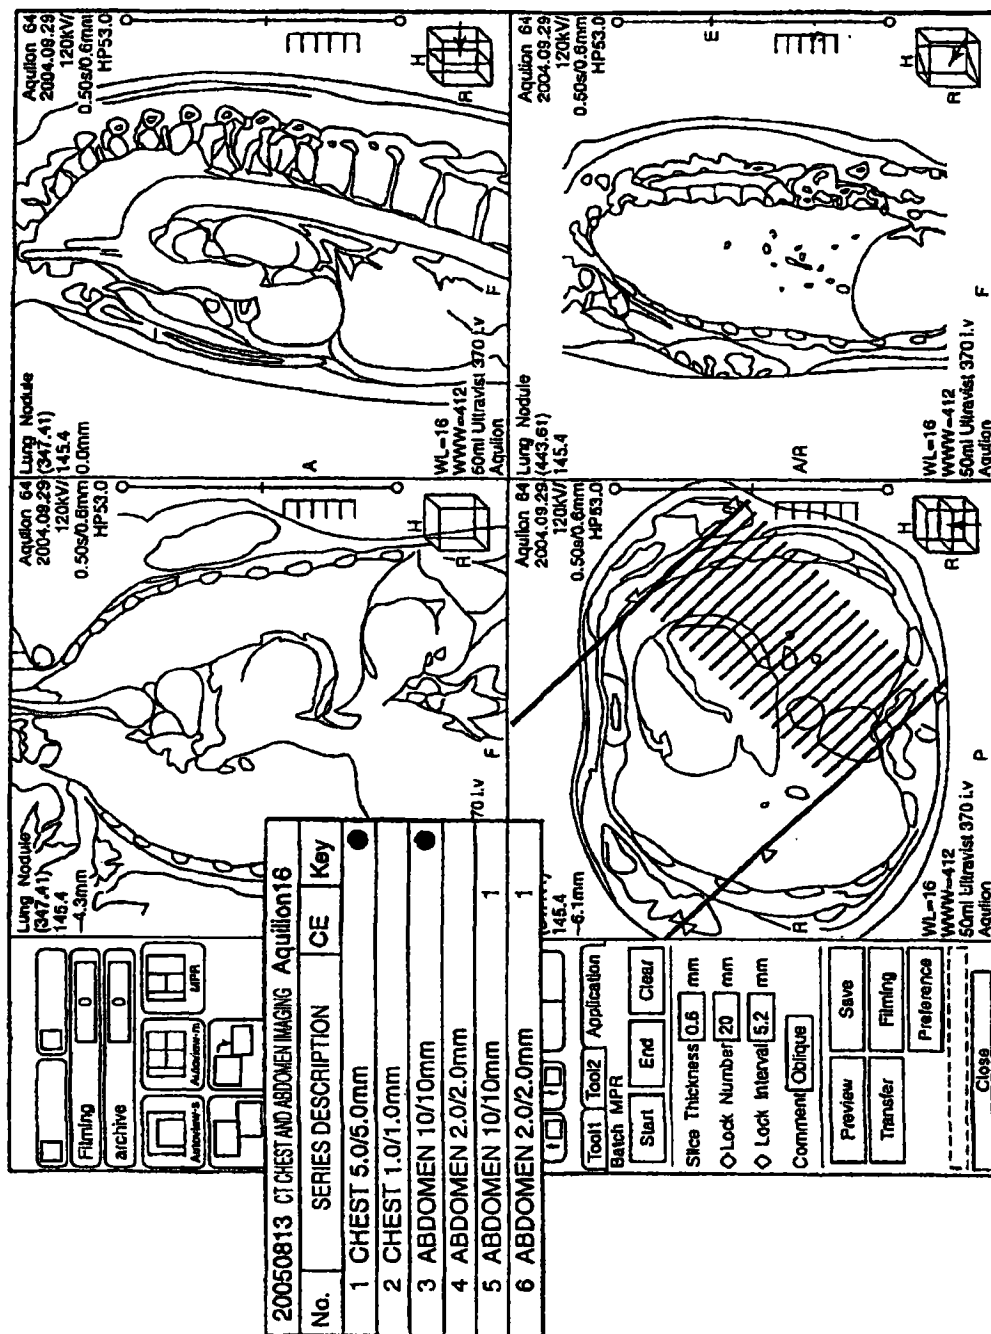 Filming 0
archive 0
Autoview-s Autoview-m MPR
Lung Nodule
(347.41)
145.4
-4.3mm
Aquilion 64
2004.09.29
120kV/
0.50s/0.6mm
HP53.0
H
R
F
70 i.v
Lung Nodule
(347.41)
145.4
0.0mm
Aquilion 64
2004.09.29
120kV/
0.50s/0.6mm
HP53.0
A
H
R
F
WL=16
WWW=412
50ml Ultravist 370 i.v
Aquilion
20050813 CT CHEST AND ABDOMEN IMAGING Aquilion16
No. SERIES DESCRIPTION CE Key
1 CHEST 5.0/5.0mm ●
2 CHEST 1.0/1.0mm
3 ABDOMEN 10/10mm ●
4 ABDOMEN 2.0/2.0mm
5 ABDOMEN 10/10mm 1
6 ABDOMEN 2.0/2.0mm 1
Tool1 Tool2 Application
Batch MPR
Start End Clear
Slice Thickness 0.6 mm
Lock Number 20 mm
Lock Interval 5.2 mm
Comment Oblique
Preview Save
Transfer Filming
Preference
Close
145.4
-6.1mm
Aquilion 64
2004.09.29
120kV/
0.50s/0.6mm
HP53.0
R
H
R
P
WL=16
WWW=412
50ml Ultravist 370 i.v
Aquilion
Lung Nodule
(443.61)
145.4
Aquilion 64
2004.09.29
120kV/
0.50s/0.6mm
HP53.0
A/R
E
H
R
F
WL=16
WWW=412
50ml Ultravist 370 i.v
Aquilion